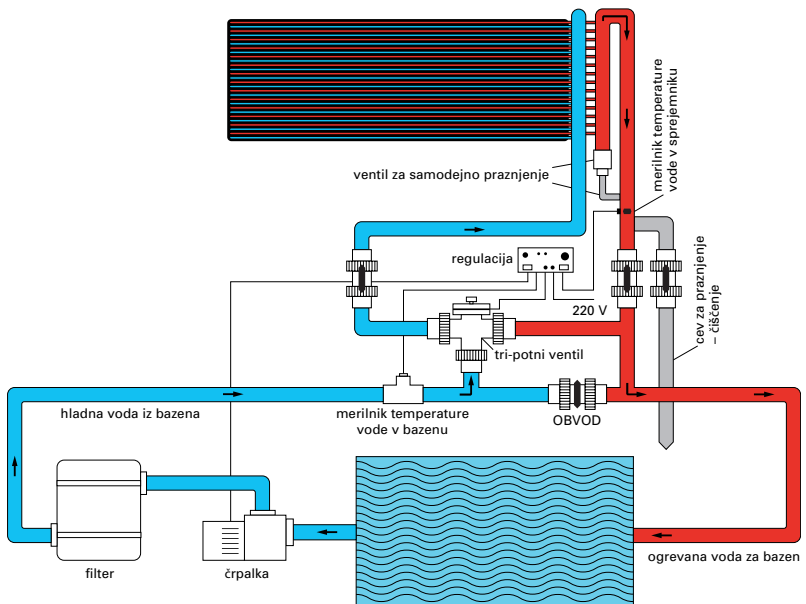 merilnik temperature
vode v sprejemniku
ventil za samodejno praznjenje
regulacija
220 V
cev za praznjenje
– čiščenje
tri-potni ventil
hladna voda iz bazena
merilnik temperature
vode v bazenu
OBVOD
filter
črpalka
ogrevana voda za bazen